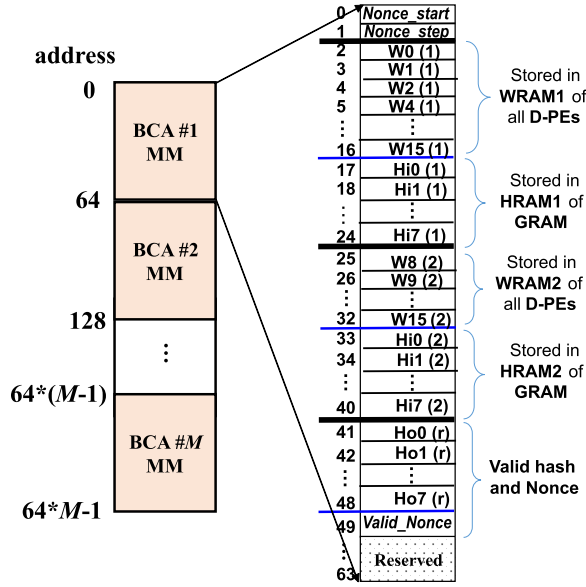 address
0
BCA #1
MM
64
BCA #2
MM
128
⋮
64*(M-1)
BCA #M
MM
64*M-1
0 Nonce_start
1 Nonce_step
2 W0 (1)
3 W1 (1)
4 W2 (1)
5 W4 (1)
⋮ ⋮
16 W15 (1)
17 Hi0 (1)
18 Hi1 (1)
⋮ ⋮
24 Hi7 (1)
25 W8 (2)
26 W9 (2)
⋮ ⋮
32 W15 (2)
33 Hi0 (2)
34 Hi1 (2)
⋮ ⋮
40 Hi7 (2)
41 Ho0 (r)
42 Ho1 (r)
⋮ ⋮
48 Ho7 (r)
49 Valid_Nonce
⋮ Reserved
63
Stored in
WRAM1 of
all D-PEs
Stored in
HRAM1 of
GRAM
Stored in
WRAM2 of
all D-PEs
Stored in
HRAM2 of
GRAM
Valid hash
and Nonce